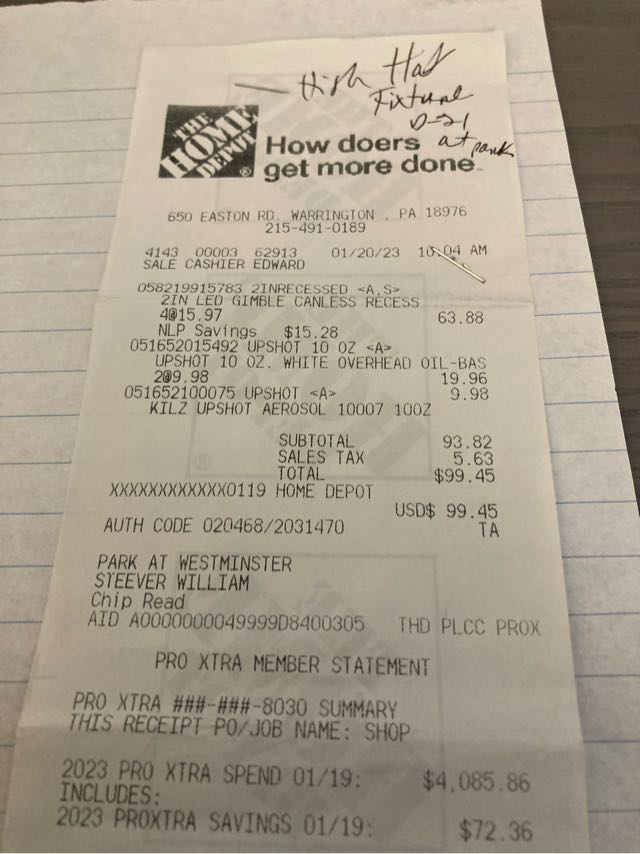 — High Hat
Fixture
D-21
at park
THE
HOME
DEPOT
How doers
get more done™
650 EASTON RD. WARRINGTON , PA 18976
215-491-0189
4143 00003 62913 01/20/23 10:04 AM
SALE CASHIER EDWARD
058219915783 2INRECESSED <A,S>
2IN LED GIMBLE CANLESS RECESS
4@15.97 63.88
NLP Savings $15.28
051652015492 UPSHOT 10 OZ <A>
UPSHOT 10 OZ. WHITE OVERHEAD OIL-BAS
2@9.98 19.96
051652100075 UPSHOT <A> 9.98
KILZ UPSHOT AEROSOL 10007 10OZ
SUBTOTAL 93.82
SALES TAX 5.63
TOTAL $99.45
XXXXXXXXXXXX0119 HOME DEPOT
USD$ 99.45
AUTH CODE 020468/2031470 TA
PARK AT WESTMINSTER
STEEVER WILLIAM
Chip Read
AID A0000000049999D8400305 THD PLCC PROX
PRO XTRA MEMBER STATEMENT
PRO XTRA ###-###-8030 SUMMARY
THIS RECEIPT PO/JOB NAME: SHOP
2023 PRO XTRA SPEND 01/19: $4,085.86
INCLUDES:
2023 PROXTRA SAVINGS 01/19: $72.36